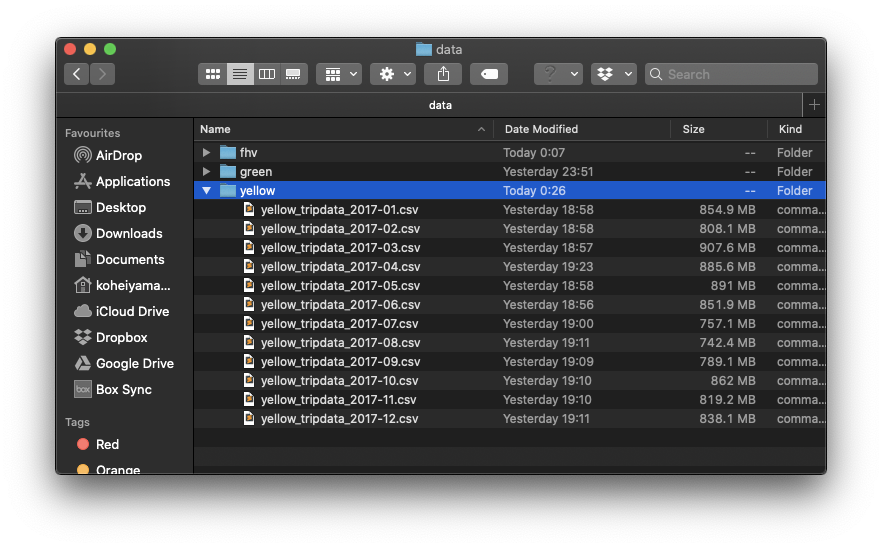 data
Search
data
Name Date Modified Size Kind
Favourites
AirDrop
Applications
Desktop
Downloads
Documents
koheiyama...
iCloud Drive
Dropbox
Google Drive
box Box Sync
Tags
Red
Orange
fhv Today 0:07 -- Folder
green Yesterday 23:51 -- Folder
yellow Today 0:26 -- Folder
yellow_tripdata_2017-01.csv Yesterday 18:58 854.9 MB comma...
yellow_tripdata_2017-02.csv Yesterday 18:58 808.1 MB comma...
yellow_tripdata_2017-03.csv Yesterday 18:57 907.6 MB comma...
yellow_tripdata_2017-04.csv Yesterday 19:23 885.6 MB comma...
yellow_tripdata_2017-05.csv Yesterday 18:58 891 MB comma...
yellow_tripdata_2017-06.csv Yesterday 18:56 851.9 MB comma...
yellow_tripdata_2017-07.csv Yesterday 19:00 757.1 MB comma...
yellow_tripdata_2017-08.csv Yesterday 19:11 742.4 MB comma...
yellow_tripdata_2017-09.csv Yesterday 19:09 789.1 MB comma...
yellow_tripdata_2017-10.csv Yesterday 19:10 862 MB comma...
yellow_tripdata_2017-11.csv Yesterday 19:10 819.2 MB comma...
yellow_tripdata_2017-12.csv Yesterday 19:11 838.1 MB comma...